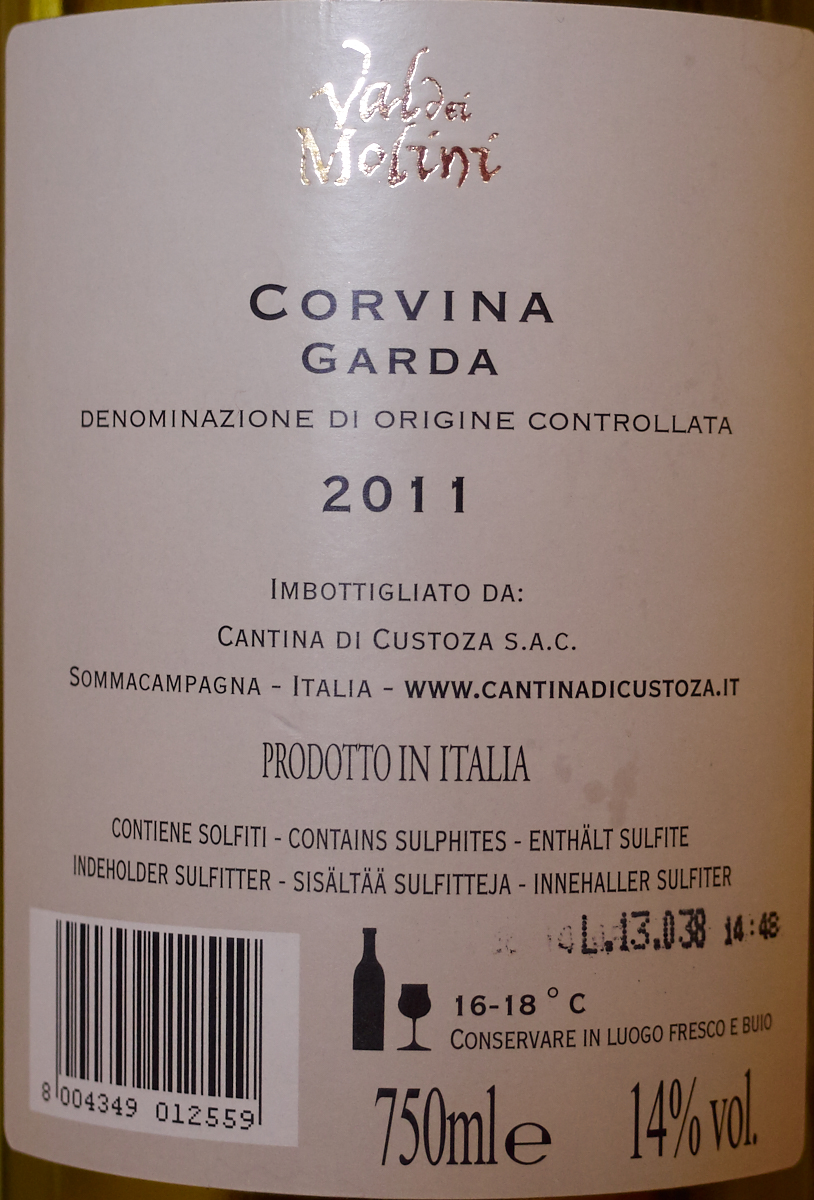 Val dei
Molini
CORVINA
GARDA
DENOMINAZIONE DI ORIGINE CONTROLLATA
2011
IMBOTTIGLIATO DA:
CANTINA DI CUSTOZA S.A.C.
SOMMACAMPAGNA - ITALIA - WWW.CANTINADICUSTOZA.IT
PRODOTTO IN ITALIA
CONTIENE SOLFITI - CONTAINS SULPHITES - ENTHÄLT SULFITE
INDEHOLDER SULFITTER - SISÄLTÄÄ SULFITTEJA - INNEHALLER SULFITER
L.13.038 14:48
16-18 ° C
CONSERVARE IN LUOGO FRESCO E BUIO
8 004349 012559
750ml e 14% vol.